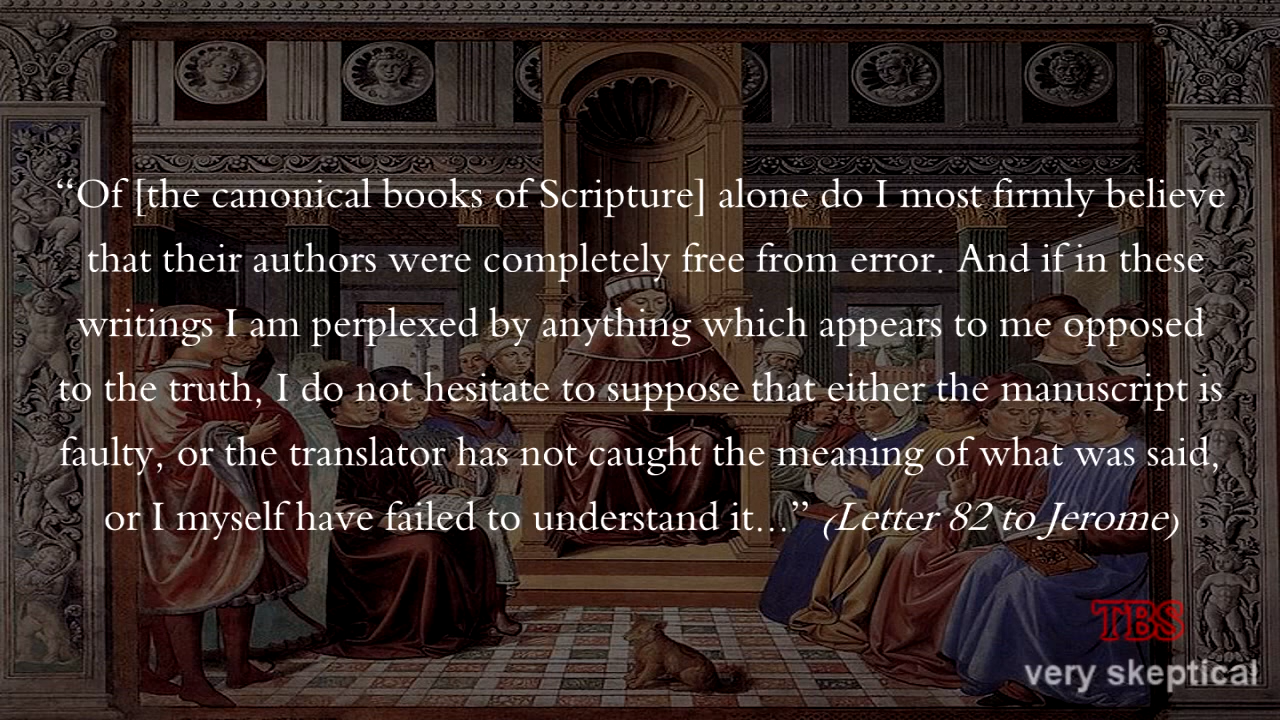 “Of [the canonical books of Scripture] alone do I most firmly believe
that their authors were completely free from error. And if in these
writings I am perplexed by anything which appears to me opposed
to the truth, I do not hesitate to suppose that either the manuscript is
faulty, or the translator has not caught the meaning of what was said,
or I myself have failed to understand it...” (Letter 82 to Jerome)
TBS
very skeptical